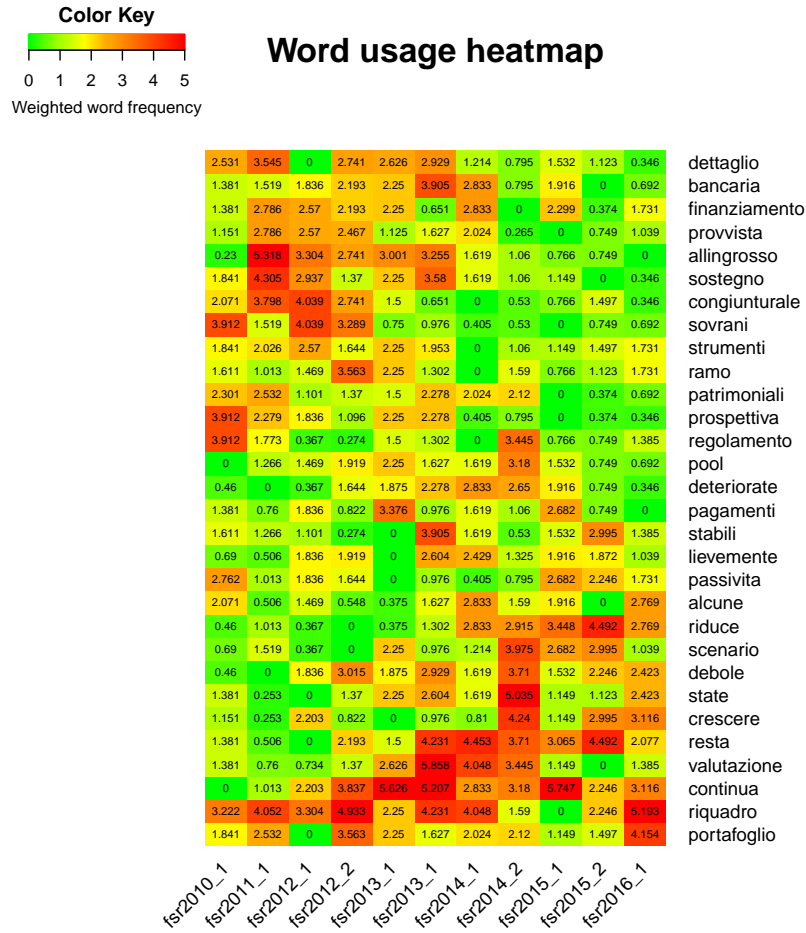 Color Key
Word usage heatmap
0 1 2 3 4 5
Weighted word frequency
2.531 3.545 0 2.741 2.626 2.929 1.214 0.795 1.532 1.123 0.346 dettaglio
1.381 1.519 1.836 2.193 2.25 3.905 2.833 0.795 1.916 0 0.692 bancaria
1.381 2.786 2.57 2.193 2.25 0.651 2.833 0 2.299 0.374 1.731 finanziamento
1.151 2.786 2.57 2.467 1.125 1.627 2.024 0.265 0 0.749 1.039 provvista
0.23 5.318 3.304 2.741 3.001 3.255 1.619 1.06 0.766 0.749 0 allingrosso
1.841 4.305 2.937 1.37 2.25 3.58 1.619 1.06 1.149 0 0.346 sostegno
2.071 3.798 4.039 2.741 1.5 0.651 0 0.53 0.766 1.497 0.346 congiunturale
3.912 1.519 4.039 3.289 0.75 0.976 0.405 0.53 0 0.749 0.692 sovrani
1.841 2.026 2.57 1.644 2.25 1.953 0 1.06 1.149 1.497 1.731 strumenti
1.611 1.013 1.469 3.563 2.25 1.302 0 1.59 0.766 1.123 1.731 ramo
2.301 2.532 1.101 1.37 1.5 2.278 2.024 2.12 0 0.374 0.692 patrimoniali
3.912 2.279 1.836 1.096 2.25 2.278 0.405 0.795 0 0.374 0.346 prospettiva
3.912 1.773 0.367 0.274 1.5 1.302 0 3.445 0.766 0.749 1.385 regolamento
0 1.266 1.469 1.919 2.25 1.627 1.619 3.18 1.532 0.749 0.692 pool
0.46 0 0.367 1.644 1.875 2.278 2.833 2.65 1.916 0.749 0.346 deteriorate
1.381 0.76 1.836 0.822 3.376 0.976 1.619 1.06 2.682 0.749 0 pagamenti
1.611 1.266 1.101 0.274 0 3.905 1.619 0.53 1.532 2.995 1.385 stabili
0.69 0.506 1.836 1.919 0 2.604 2.429 1.325 1.916 1.872 1.039 lievemente
2.762 1.013 1.836 1.644 0 0.976 0.405 0.795 2.682 2.246 1.731 passivita
2.071 0.506 1.469 0.548 0.375 1.627 2.833 1.59 1.916 0 2.769 alcune
0.46 1.013 0.367 0 0.375 1.302 2.833 2.915 3.448 4.492 2.769 riduce
0.69 1.519 0.367 0 2.25 0.976 1.214 3.975 2.682 2.995 1.039 scenario
0.46 0 1.836 3.015 1.875 2.929 1.619 3.71 1.532 2.246 2.423 debole
1.381 0.253 0 1.37 2.25 2.604 1.619 5.035 1.149 1.123 2.423 state
1.151 0.253 2.203 0.822 0 0.976 0.81 4.24 1.149 2.995 3.116 crescere
1.381 0.506 0 2.193 1.5 4.231 4.453 3.71 3.065 4.492 2.077 resta
1.381 0.76 0.734 1.37 2.626 5.858 4.048 3.445 1.149 0 1.385 valutazione
0 1.013 2.203 3.837 5.626 5.207 2.833 3.18 5.747 2.246 3.116 continua
3.222 4.052 3.304 4.933 2.25 4.231 4.048 1.59 0 2.246 5.193 riquadro
1.841 2.532 0 3.563 2.25 1.627 2.024 2.12 1.149 1.497 4.154 portafoglio
fsr2010_1 fsr2011_1 fsr2012_1 fsr2012_2 fsr2013_1 fsr2013_1 fsr2014_1 fsr2014_2 fsr2015_1 fsr2015_2 fsr2016_1